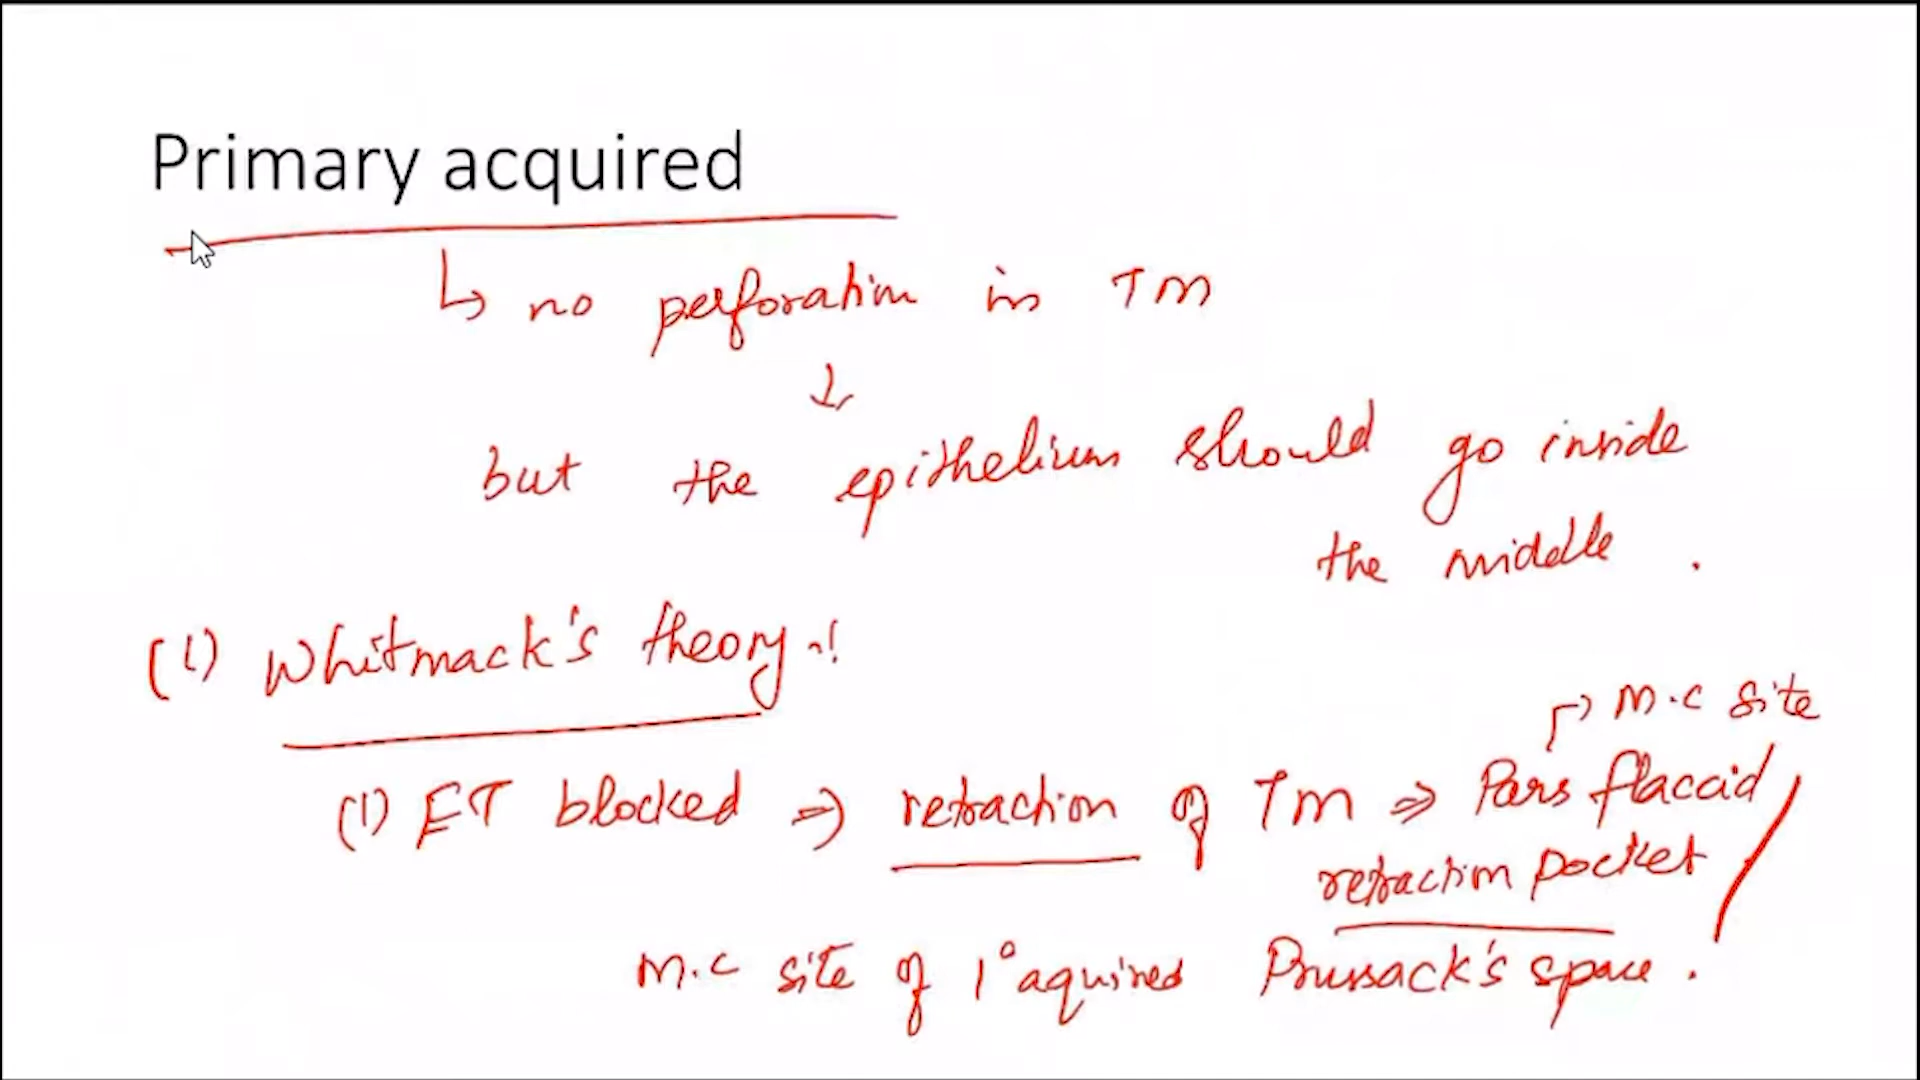 Primary acquired
↳ no perforation in TM
↓
but the epithelium should go inside
the middle .
(1) Whitmack's theory :-
↱ M.C site
(1) ET blocked ⇒ retraction of TM ⇒ Pars flaccid
retraction pocket
M.C site of 1° aquired Prussack's space .